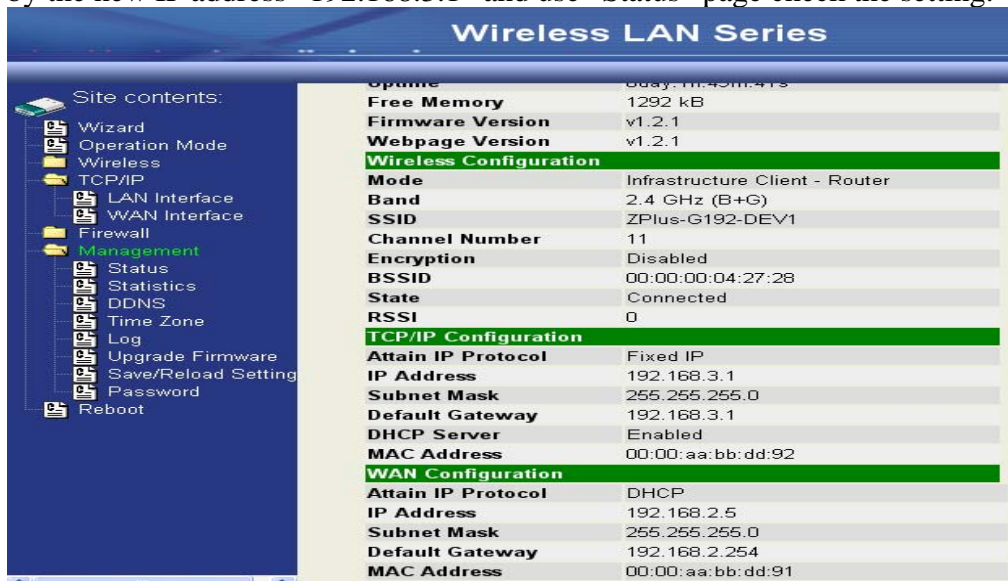 Wireless LAN Series
Site contents:
Wizard
Operation Mode
Wireless
TCP/IP
LAN Interface
WAN Interface
Firewall
Management
Status
Statistics
DDNS
Time Zone
Log
Upgrade Firmware
Save/Reload Setting
Password
Reboot
Free Memory 1292 kB
Firmware Version v1.2.1
Webpage Version v1.2.1
Wireless Configuration
Mode Infrastructure Client - Router
Band 2.4 GHz (B+G)
SSID ZPlus-G192-DEV1
Channel Number 11
Encryption Disabled
BSSID 00:00:00:04:27:28
State Connected
RSSI 0
TCP/IP Configuration
Attain IP Protocol Fixed IP
IP Address 192.168.3.1
Subnet Mask 255.255.255.0
Default Gateway 192.168.3.1
DHCP Server Enabled
MAC Address 00:00:aa:bb:dd:92
WAN Configuration
Attain IP Protocol DHCP
IP Address 192.168.2.5
Subnet Mask 255.255.255.0
Default Gateway 192.168.2.254
MAC Address 00:00:aa:bb:dd:91